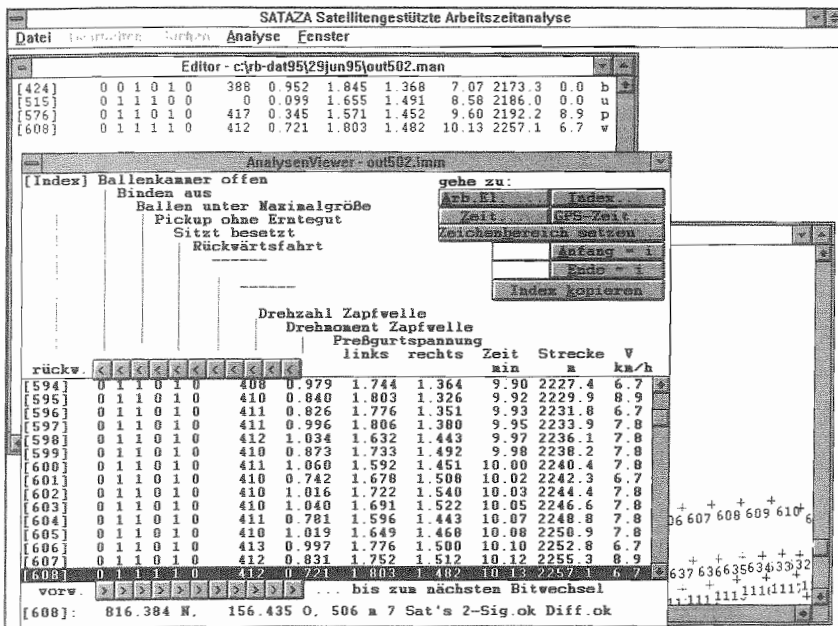 SATAZA Satellitengestützte Arbeitszeitanalyse
Datei Bearbeiten Suchen Analyse Fenster
Editor - c:\rb-dat95\29jun95\out502.man
[424] 0 0 1 0 1 0 388 0.952 1.845 1.368 7.07 2173.3 0.0 b
[515] 0 1 1 1 0 0 0 0.099 1.655 1.491 8.58 2186.0 0.0 u
[576] 0 1 1 0 1 0 417 0.345 1.571 1.452 9.60 2192.2 8.9 p
[608] 0 1 1 1 1 0 412 0.721 1.803 1.482 10.13 2257.1 6.7 w
AnalysenViewer - out502.imm
[Index] Ballenkammer offen
Binden aus
Ballen unter Maximalgröße
Pickup ohne Erntegut
Sitzt besetzt
Rückwärtsfahrt
------
------
Drehzahl Zapfwelle
Drehmoment Zapfwelle
Preßgurtspannung
gehe zu:
Arb.El. Index..
Zeit.. GPS-Zeit..
Zeichenbereich setzen
Anfang = i
Ende = i
Index kopieren
links rechts Zeit Strecke V
min m km/h
rückw. < < < < < < < < < <
[594] 0 1 1 0 1 0 408 0.979 1.744 1.364 9.90 2227.4 6.7
[595] 0 1 1 0 1 0 410 0.840 1.803 1.326 9.92 2229.9 8.9
[596] 0 1 1 0 1 0 411 0.826 1.776 1.351 9.93 2231.8 6.7
[597] 0 1 1 0 1 0 411 0.996 1.806 1.380 9.95 2233.9 7.8
[598] 0 1 1 0 1 0 412 1.034 1.632 1.443 9.97 2236.1 7.8
[599] 0 1 1 0 1 0 410 0.873 1.733 1.492 9.98 2238.2 7.8
[600] 0 1 1 0 1 0 411 1.060 1.592 1.451 10.00 2240.4 7.8
[601] 0 1 1 0 1 0 410 0.742 1.678 1.508 10.02 2242.3 6.7
[602] 0 1 1 0 1 0 410 1.016 1.722 1.540 10.03 2244.4 7.8
[603] 0 1 1 0 1 0 410 1.040 1.691 1.522 10.05 2246.6 7.8
[604] 0 1 1 0 1 0 411 0.781 1.596 1.443 10.07 2248.8 7.8
[605] 0 1 1 0 1 0 410 1.019 1.649 1.468 10.08 2250.9 7.8
[606] 0 1 1 0 1 0 413 0.997 1.776 1.500 10.10 2252.8 6.7
[607] 0 1 1 0 1 0 412 0.831 1.752 1.512 10.12 2255.3 8.9
[608] 0 1 1 1 1 0 412 0.721 1.803 1.482 10.13 2257.1 6.7
vorw. > > > > > > > > > > ... bis zum nächsten Bitwechsel
[608]: 816.384 N, 156.435 O, 506 m 7 Sat's 2-Sig.ok Diff.ok
607 608 609 610
637 636 635 634 633 632